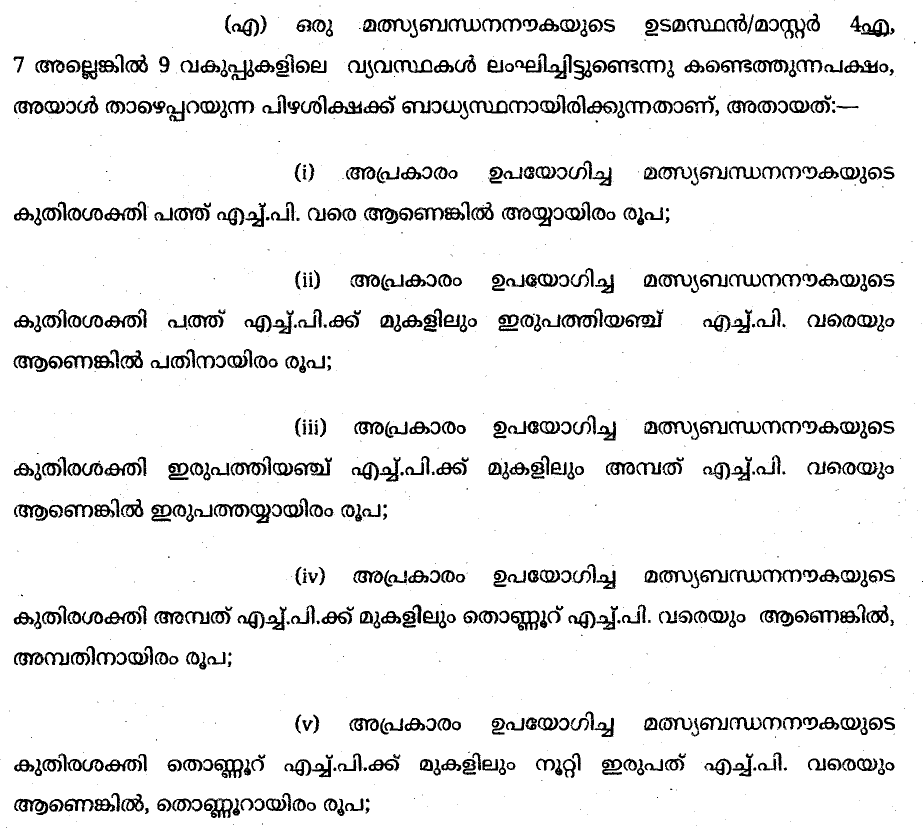 (എ) ഒരു മത്സ്യബന്ധനനൗകയുടെ ഉടമസ്ഥൻ/മാസ്റ്റർ 4എ,
7 അല്ലെങ്കിൽ 9 വകുപ്പുകളിലെ വ്യവസ്ഥകൾ ലംഘിച്ചിട്ടുണ്ടെന്നു കണ്ടെത്തുന്നപക്ഷം,
അയാൾ താഴെപ്പറയുന്ന പിഴശിക്ഷക്ക് ബാധ്യസ്ഥനായിരിക്കുന്നതാണ്, അതായത്:—
(i) അപ്രകാരം ഉപയോഗിച്ച മത്സ്യബന്ധനനൗകയുടെ
കുതിരശക്തി പത്ത് എച്ച്.പി. വരെ ആണെങ്കിൽ അയ്യായിരം രൂപ;
(ii) അപ്രകാരം ഉപയോഗിച്ച മത്സ്യബന്ധനനൗകയുടെ
കുതിരശക്തി പത്ത് എച്ച്.പി.ക്ക് മുകളിലും ഇരുപത്തിയഞ്ച് എച്ച്.പി. വരെയും
ആണെങ്കിൽ പതിനായിരം രൂപ;
(iii) അപ്രകാരം ഉപയോഗിച്ച മത്സ്യബന്ധനനൗകയുടെ
കുതിരശക്തി ഇരുപത്തിയഞ്ച് എച്ച്.പി.ക്ക് മുകളിലും അമ്പത് എച്ച്.പി. വരെയും
ആണെങ്കിൽ ഇരുപത്തയ്യായിരം രൂപ;
(iv) അപ്രകാരം ഉപയോഗിച്ച മത്സ്യബന്ധനനൗകയുടെ
കുതിരശക്തി അമ്പത് എച്ച്.പി.ക്ക് മുകളിലും തൊണ്ണൂറ് എച്ച്.പി. വരെയും ആണെങ്കിൽ,
അമ്പതിനായിരം രൂപ;
(v) അപ്രകാരം ഉപയോഗിച്ച മത്സ്യബന്ധനനൗകയുടെ
കുതിരശക്തി തൊണ്ണൂറ് എച്ച്.പി.ക്ക് മുകളിലും നൂറ്റി ഇരുപത് എച്ച്.പി. വരെയും
ആണെങ്കിൽ, തൊണ്ണൂറായിരം രൂപ;